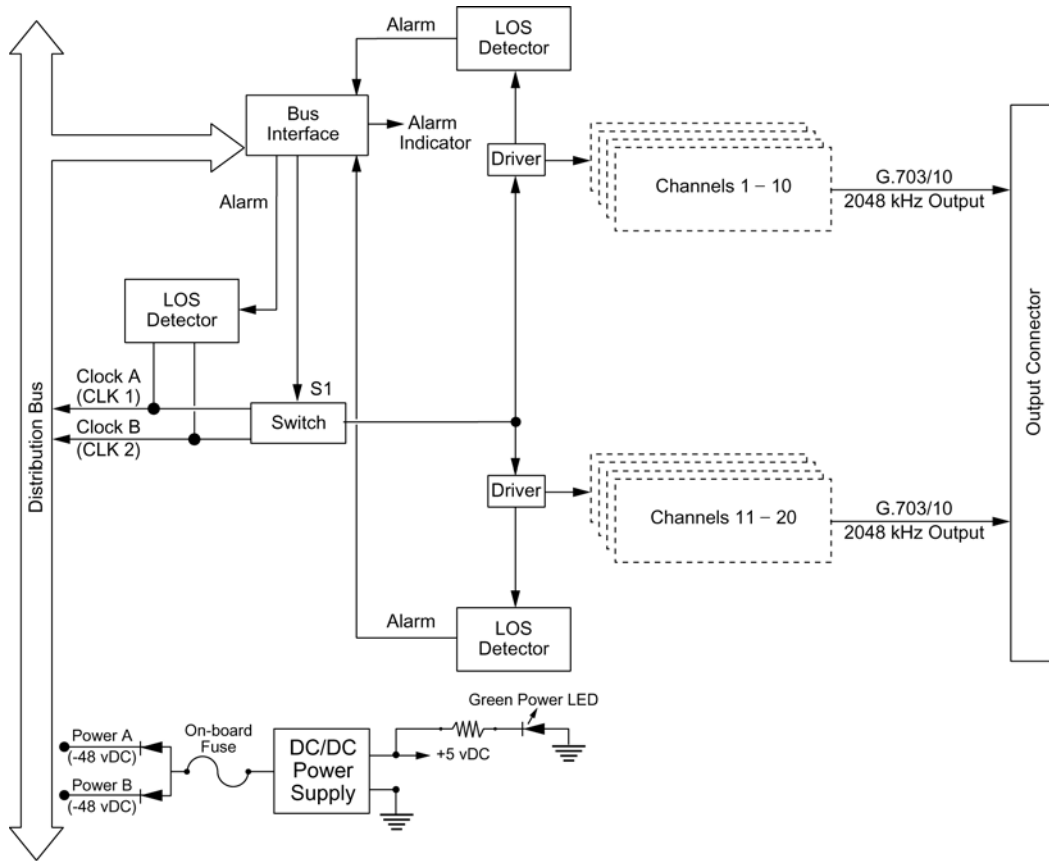 Alarm
LOS
Detector
Bus
Interface
Alarm
Indicator
Driver
Channels 1 – 10
G.703/10
2048 kHz Output
Alarm
LOS
Detector
Clock A
(CLK 1)
S1
Switch
Clock B
(CLK 2)
Distribution Bus
Output Connector
Driver
Channels 11 – 20
G.703/10
2048 kHz Output
Alarm
LOS
Detector
Green Power LED
Power A
(-48 vDC)
On-board
Fuse
DC/DC
Power
Supply
+5 vDC
Power B
(-48 vDC)